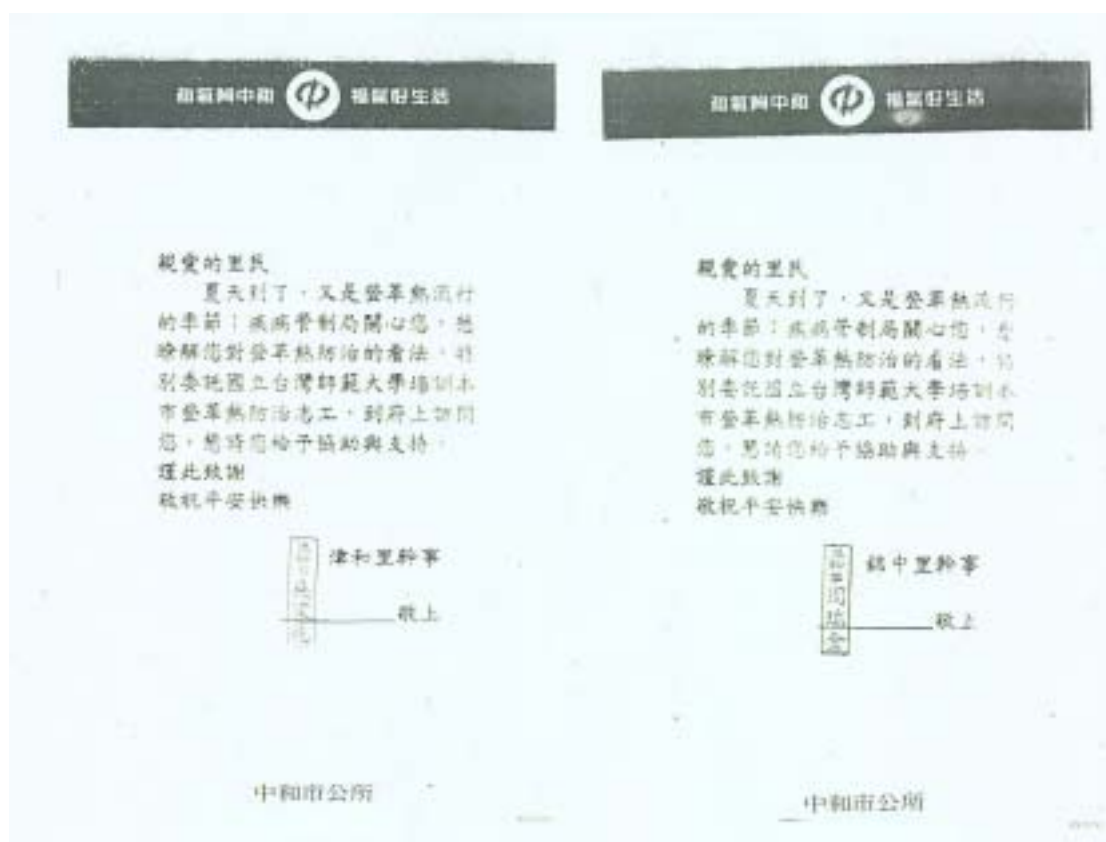 和氣興中和 福氣好生活
親愛的里民
夏天到了，又是登革熱流行
的季節！疾病管制局關心您，想
瞭解您對登革熱防治的看法，特
別委託國立台灣師範大學培訓本
市登革熱防治志工，到府上訪問
您，懇請您給予協助與支持。
謹此致謝
敬祝平安快樂
津和里幹事
敬上
中和市公所
和氣興中和 福氣好生活
親愛的里民
夏天到了，又是登革熱流行
的季節！疾病管制局關心您，想
瞭解您對登革熱防治的看法，特
別委託國立台灣師範大學培訓本
市登革熱防治志工，到府上訪問
您，懇請您給予協助與支持。
謹此致謝
敬祝平安快樂
銘中里幹事
敬上
中和市公所